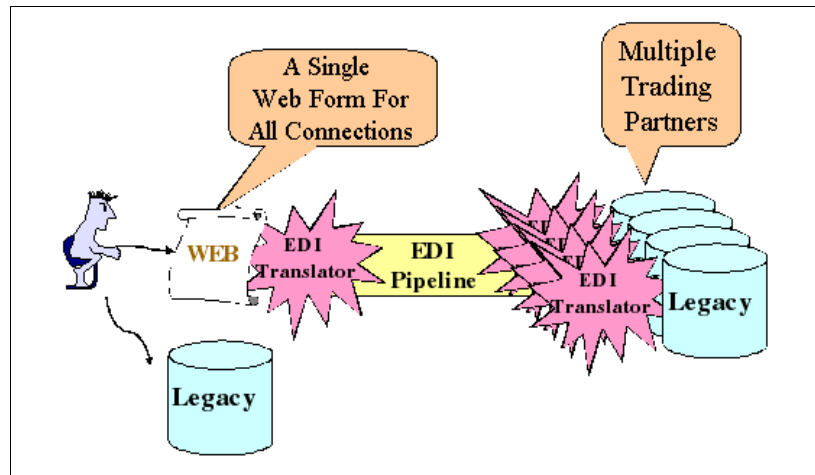 A Single
Web Form For
All Connections
Multiple
Trading
Partners
WEB
EDI
Translator
EDI
Pipeline
EDI
Translator
Legacy
Legacy